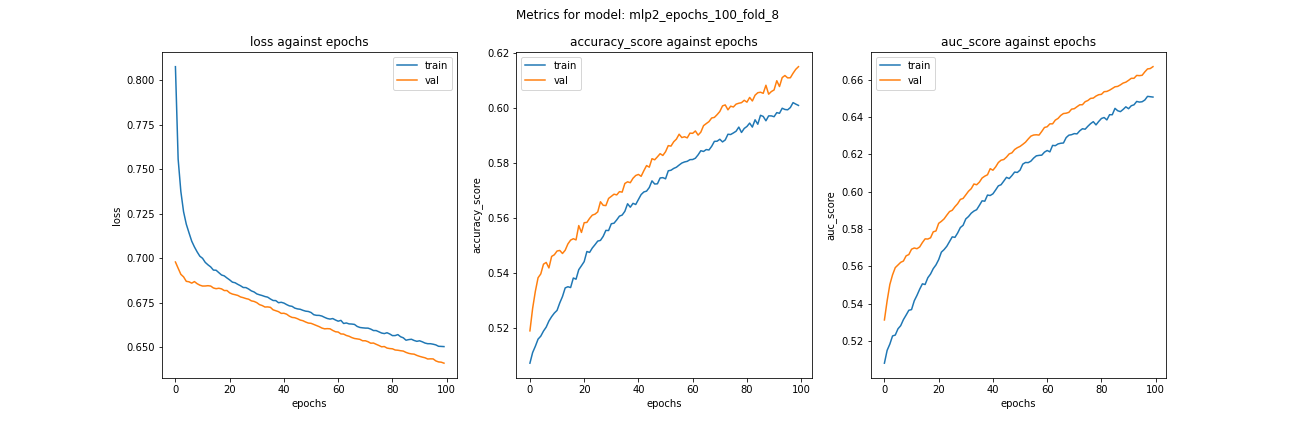 Metrics for model: mlp2_epochs_100_fold_8
loss against epochs
train
val
0.800
0.775
0.750
0.725
0.700
0.675
0.650
loss
0
20
40
60
80
100
epochs
accuracy_score against epochs
train
val
0.62
0.60
0.58
0.56
0.54
0.52
accuracy_score
0
20
40
60
80
100
epochs
auc_score against epochs
train
val
0.66
0.64
0.62
0.60
0.58
0.56
0.54
0.52
auc_score
0
20
40
60
80
100
epochs